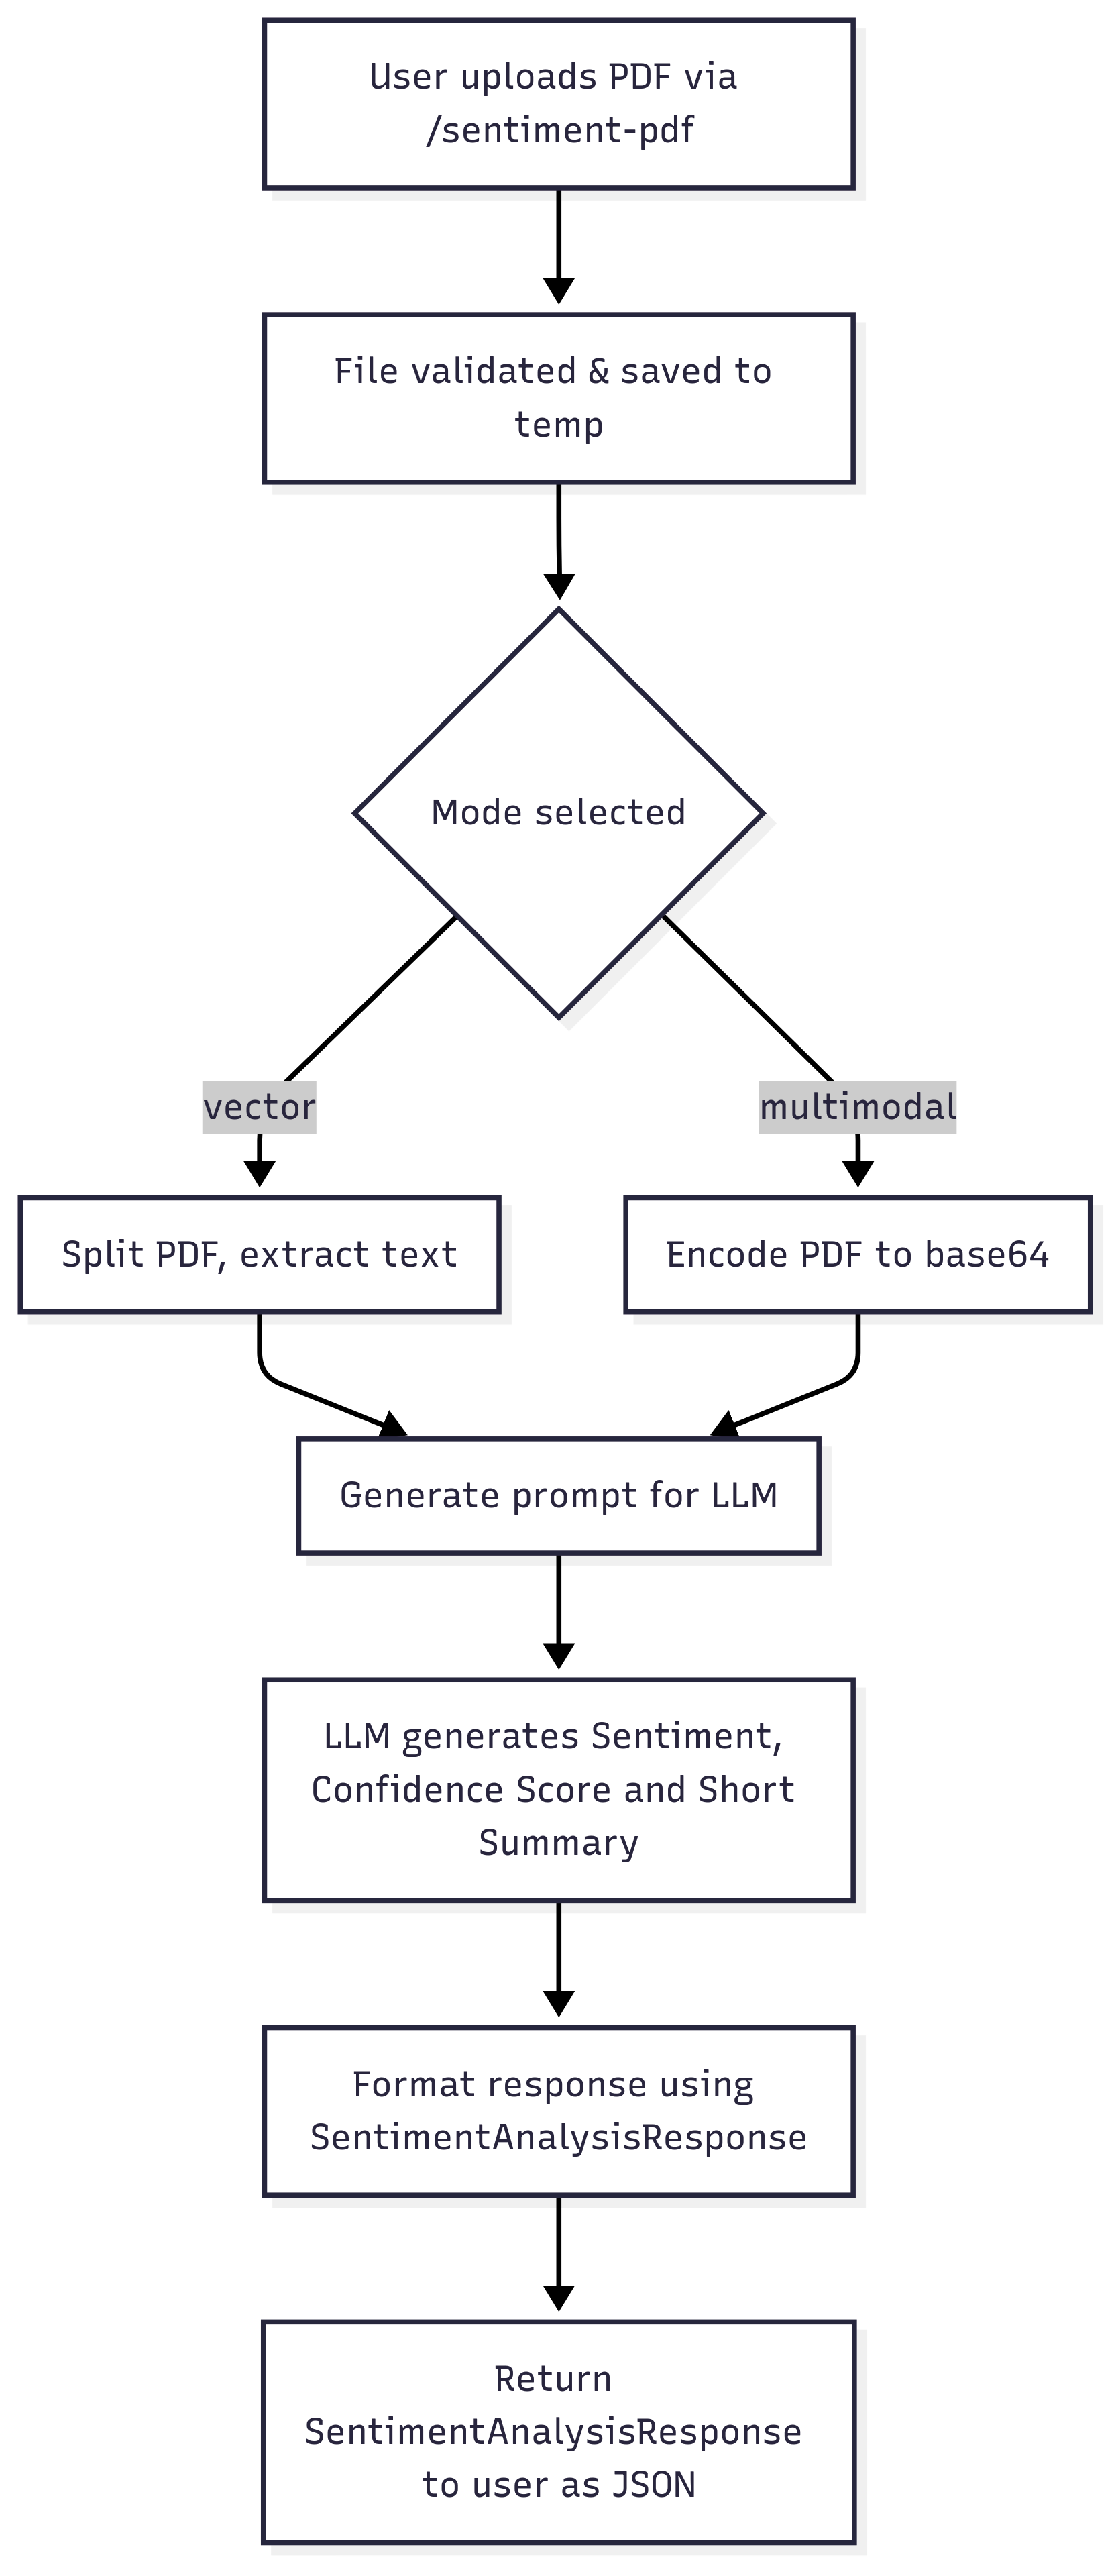 User uploads PDF via
/sentiment-pdf
File validated & saved to
temp
Mode selected
vector
multimodal
Split PDF, extract text
Encode PDF to base64
Generate prompt for LLM
LLM generates Sentiment,
Confidence Score and Short
Summary
Format response using
SentimentAnalysisResponse
Return
SentimentAnalysisResponse
to user as JSON